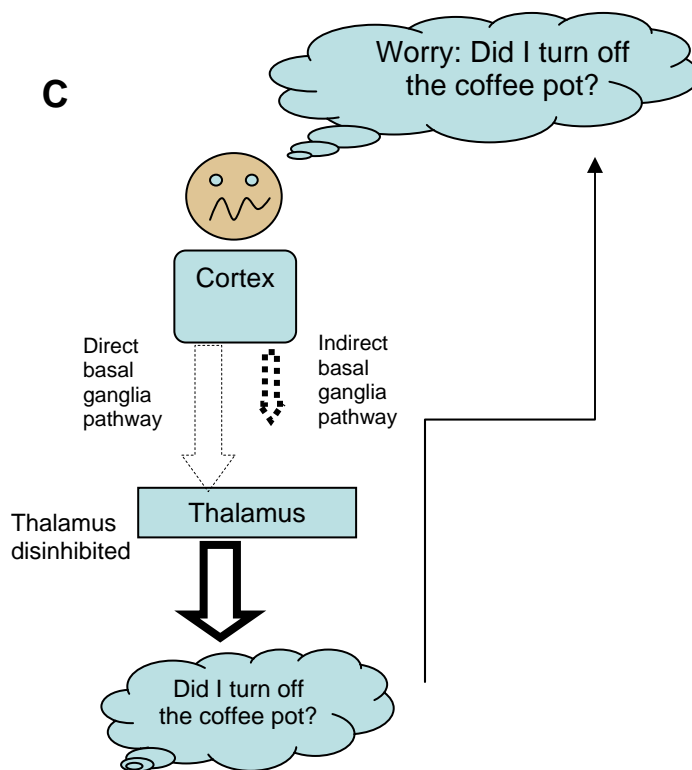 Worry: Did I turn off
the coffee pot?
C
Cortex
Direct
basal
ganglia
pathway
Indirect
basal
ganglia
pathway
Thalamus
Thalamus
disinhibited
Did I turn off
the coffee pot?